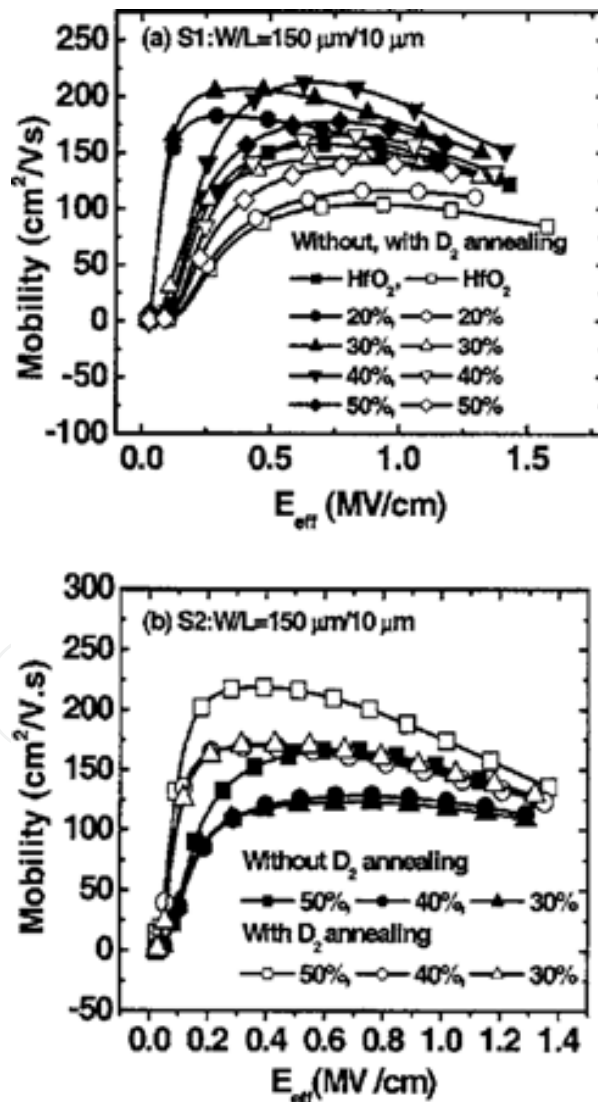 (a) S1:W/L=150 μm/10 μm
Mobility (cm²/Vs)
250
200
150
100
50
0
-50
-100
Without, with D₂ annealing
HfO₂, HfO₂
20%, 20%
30%, 30%
40%, 40%
50%, 50%
0.0 0.5 1.0 1.5
E_eff (MV/cm)
(b) S2:W/L=150 μm/10 μm
Mobility (cm²/V.s)
300
250
200
150
100
50
0
-50
Without D₂ annealing
50%, 40%, 30%
With D₂ annealing
50%, 40%, 30%
0.0 0.2 0.4 0.6 0.8 1.0 1.2 1.4
E_eff(MV/cm)